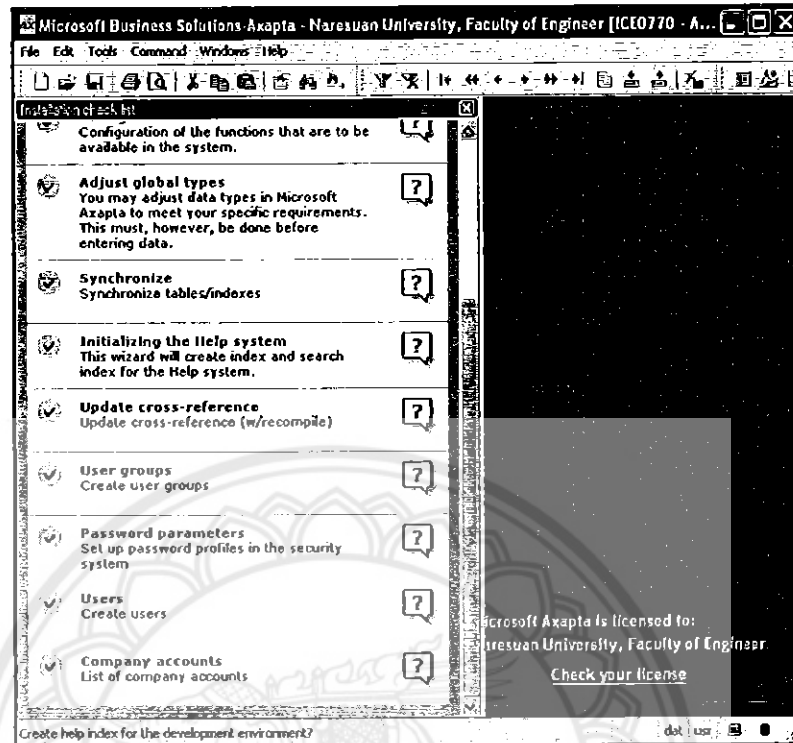 Microsoft Business Solutions-Axapta - Naresuan University, Faculty of Engineer [ICE0770 - A...
File Edit Tools Command Windows Help
Installation check list
Configuration of the functions that are to be
available in the system.
Adjust global types
You may adjust data types in Microsoft
Axapta to meet your specific requirements.
This must, however, be done before
entering data.
Synchronize
Synchronize tables/indexes
Initializing the Help system
This wizard will create index and search
index for the Help system.
Update cross-reference
Update cross-reference (w/recompile)
User groups
Create user groups
Password parameters
Set up password profiles in the security
system
Users
Create users
Company accounts
List of company accounts
icrosoft Axapta is licensed to:
aresuan University, Faculty of Engineer
Check your license
Create help index for the development environment?
dat usr